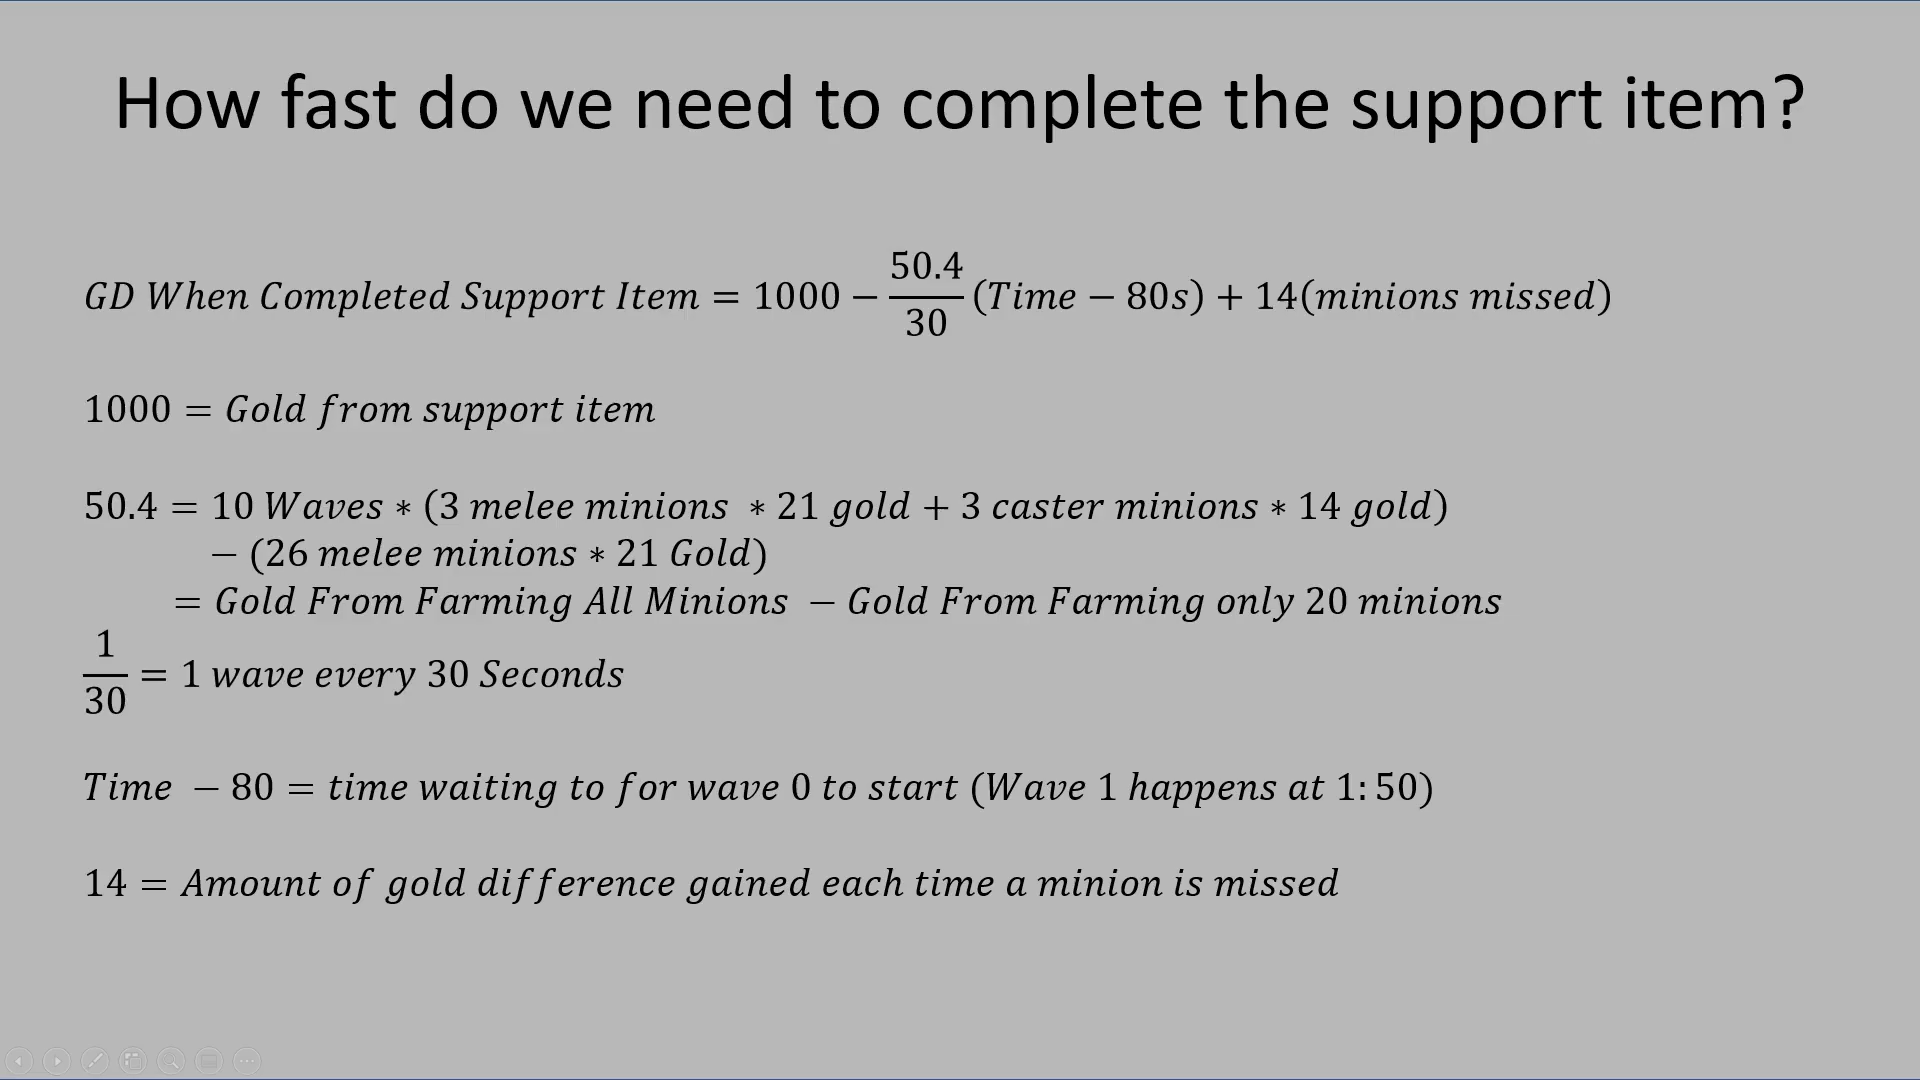 How fast do we need to complete the support item?
GD When Completed Support Item = 1000 − 50.4/30 (Time − 80s) + 14(minions missed)
1000 = Gold from support item
50.4 = 10 Waves ∗ (3 melee minions ∗ 21 gold + 3 caster minions ∗ 14 gold)
− (26 melee minions ∗ 21 Gold)
= Gold From Farming All Minions − Gold From Farming only 20 minions
1/30 = 1 wave every 30 Seconds
Time − 80 = time waiting to for wave 0 to start (Wave 1 happens at 1:50)
14 = Amount of gold difference gained each time a minion is missed